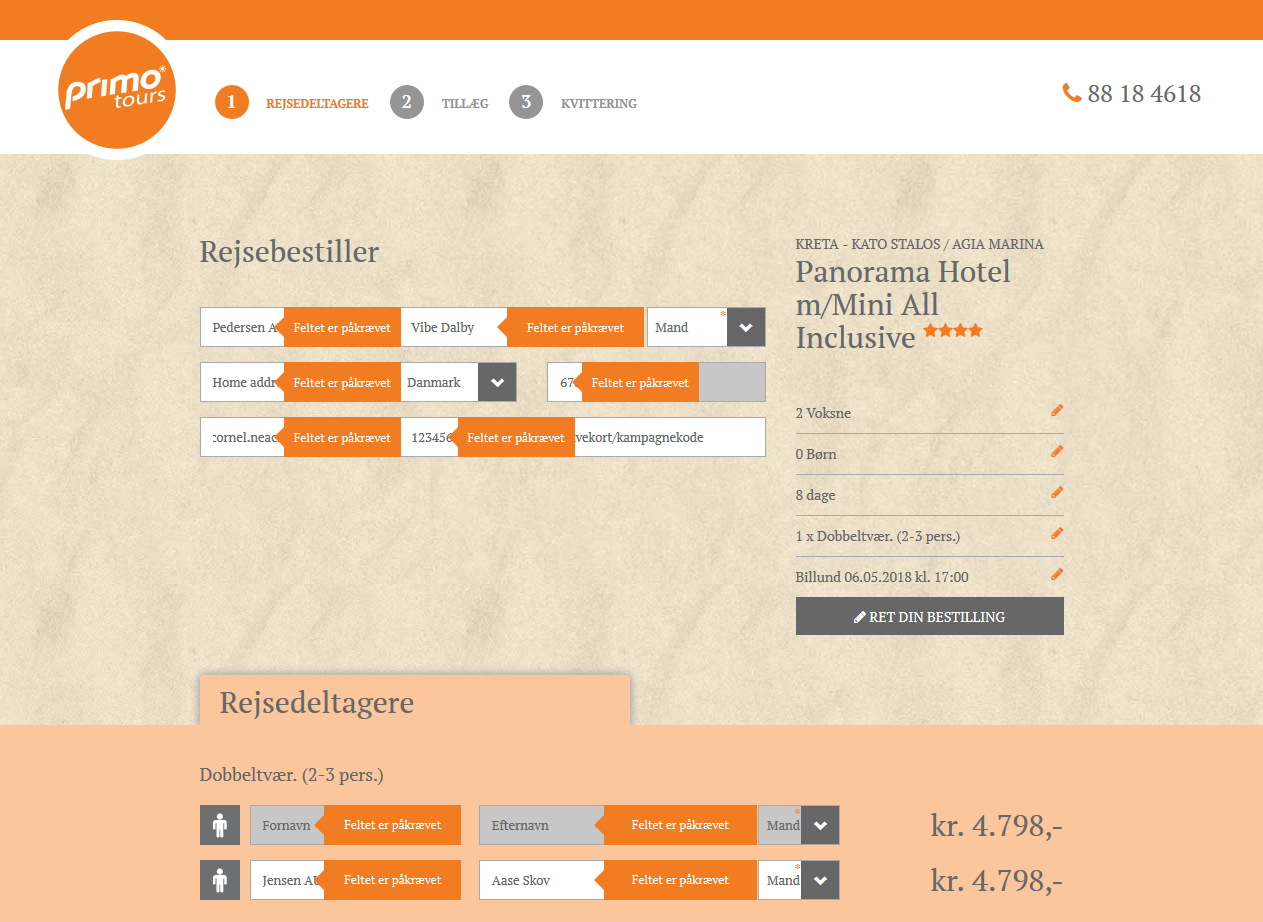 primo
tours
1 REJSEDELTAGERE 2 TILLÆG 3 KVITTERING
88 18 4618
Rejsebestiller
Pedersen A Feltet er påkrævet Vibe Dalby Feltet er påkrævet Mand *
Home addr Feltet er påkrævet Danmark 67 Feltet er påkrævet
cornel.neac Feltet er påkrævet 123456 Feltet er påkrævet vekort/kampagnekode
KRETA - KATO STALOS / AGIA MARINA
Panorama Hotel
m/Mini All
Inclusive
2 Voksne
0 Børn
8 dage
1 x Dobbeltvær. (2-3 pers.)
Billund 06.05.2018 kl. 17:00
RET DIN BESTILLING
Rejsedeltagere
Dobbeltvær. (2-3 pers.)
Fornavn Feltet er påkrævet Efternavn Feltet er påkrævet Mand * kr. 4.798,-
Jensen AU Feltet er påkrævet Aase Skov Feltet er påkrævet Mand * kr. 4.798,-